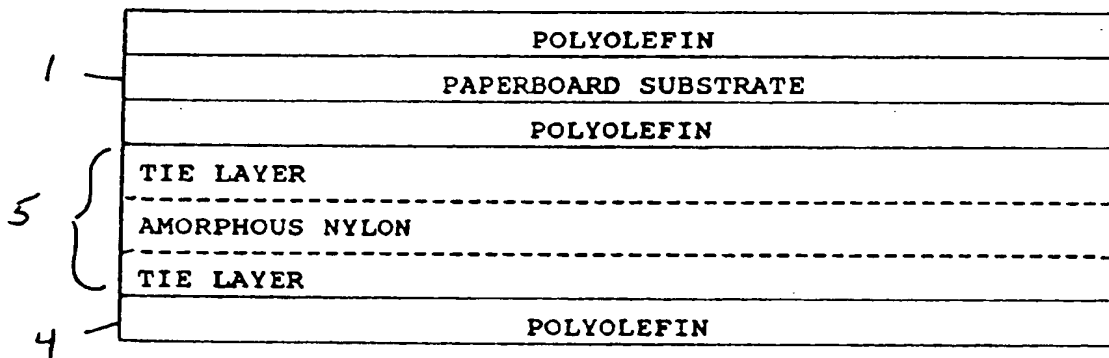 POLYOLEFIN
1
PAPERBOARD SUBSTRATE
POLYOLEFIN
TIE LAYER
5
AMORPHOUS NYLON
TIE LAYER
POLYOLEFIN
4